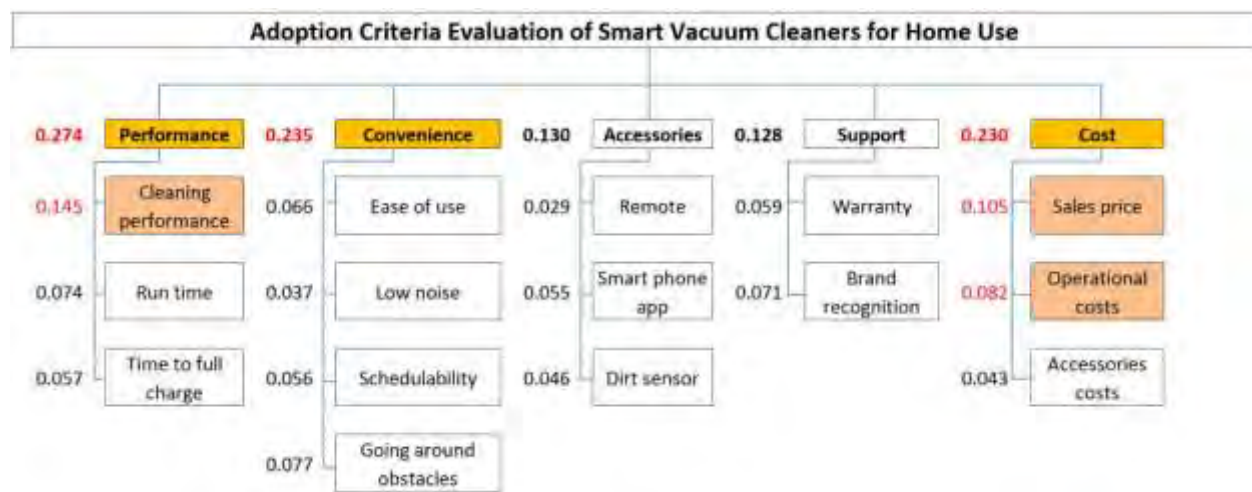 Adoption Criteria Evaluation of Smart Vacuum Cleaners for Home Use
0.274 Performance 0.235 Convenience 0.130 Accessories 0.128 Support 0.230 Cost
0.145
Cleaning
performance
0.066 Ease of use
0.029 Remote
0.059 Warranty
0.105 Sales price
0.074 Run time
0.037 Low noise
0.055
Smart phone
app
0.071
Brand
recognition
0.082
Operational
costs
0.057
Time to full
charge
0.056 Schedulability
0.046 Dirt sensor
0.043
Accessories
costs
0.077
Going around
obstacles